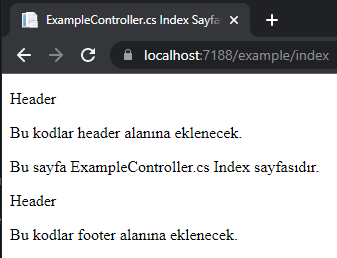 ExampleController.cs Index Sayfa
localhost:7188/example/index
Header
Bu kodlar header alanına eklenecek.
Bu sayfa ExampleController.cs Index sayfasıdır.
Header
Bu kodlar footer alanına eklenecek.